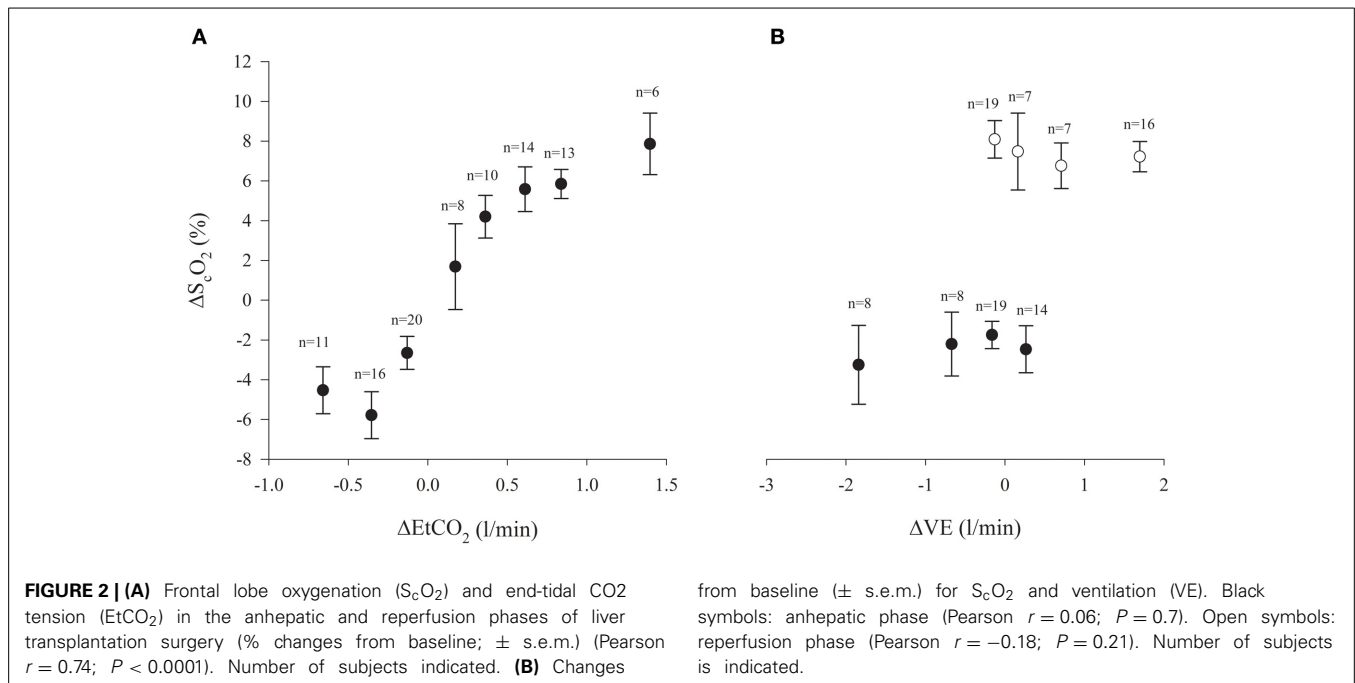 A
B
12
10
8
6
4
2
0
-2
-4
-6
-8
ΔScO2 (%)
n=11
n=16
n=20
n=8
n=10
n=14
n=13
n=6
-1.0 -0.5 0.0 0.5 1.0 1.5
ΔEtCO2 (l/min)
n=19
n=7
n=7
n=16
n=8
n=8
n=19
n=14
-3 -2 -1 0 1 2
ΔVE (l/min)
FIGURE 2 | (A) Frontal lobe oxygenation (ScO2) and end-tidal CO2
tension (EtCO2) in the anhepatic and reperfusion phases of liver
transplantation surgery (% changes from baseline; ± s.e.m.) (Pearson
r = 0.74; P < 0.0001). Number of subjects indicated. (B) Changes
from baseline (± s.e.m.) for ScO2 and ventilation (VE). Black
symbols: anhepatic phase (Pearson r = 0.06; P = 0.7). Open symbols:
reperfusion phase (Pearson r = −0.18; P = 0.21). Number of subjects
is indicated.